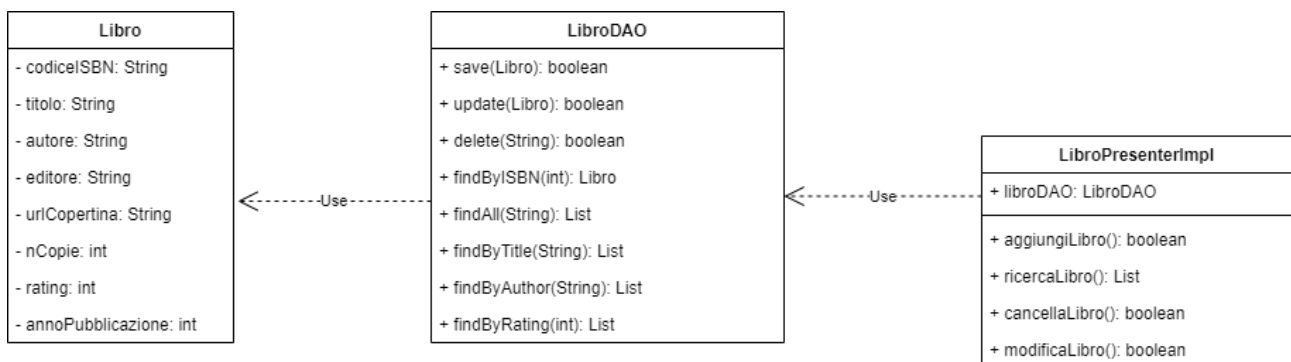 Libro
- codiceISBN: String
- titolo: String
- autore: String
- editore: String
- urlCopertina: String
- nCopie: int
- rating: int
- annoPubblicazione: int
Use
LibroDAO
+ save(Libro): boolean
+ update(Libro): boolean
+ delete(String): boolean
+ findByISBN(int): Libro
+ findAll(String): List
+ findByTitle(String): List
+ findByAuthor(String): List
+ findByRating(int): List
Use
LibroPresenterImpl
+ libroDAO: LibroDAO
+ aggiungiLibro(): boolean
+ ricercaLibro(): List
+ cancellaLibro(): boolean
+ modificaLibro(): boolean